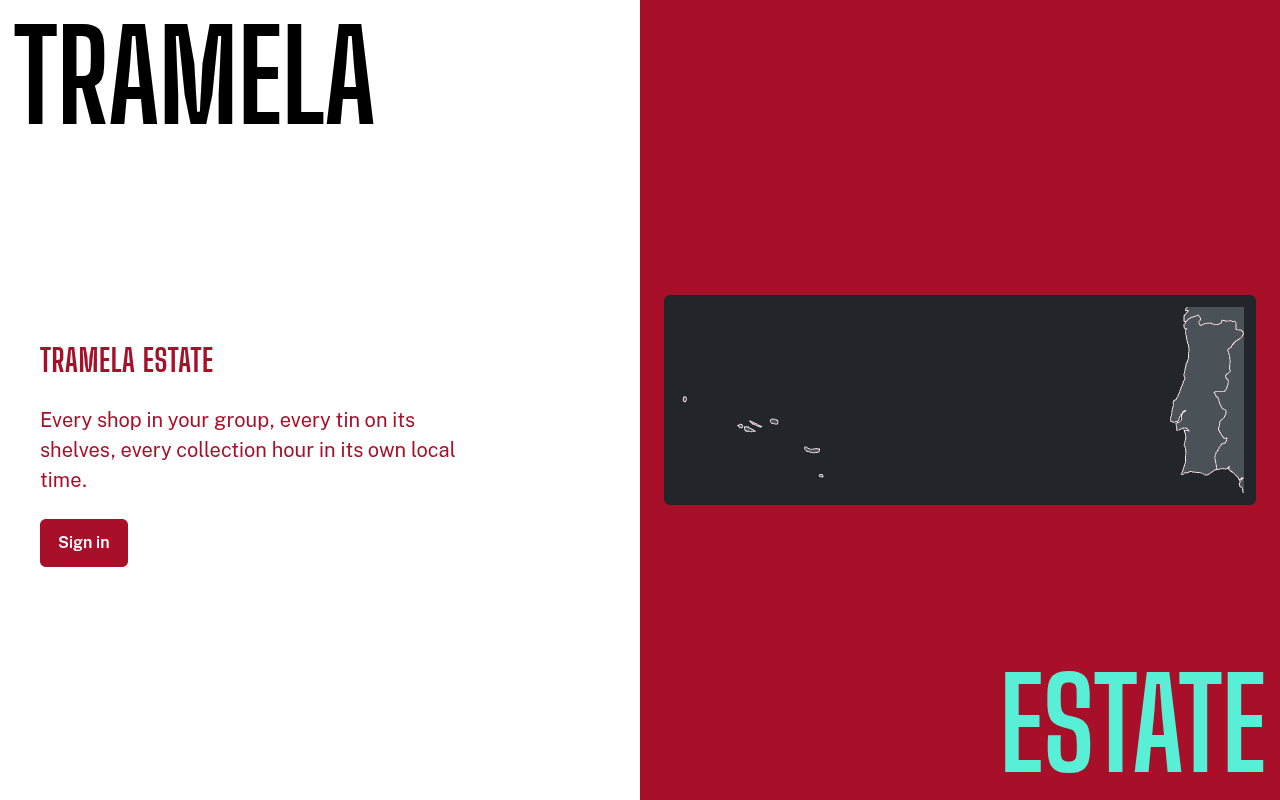 TRAMELA
TRAMELA ESTATE
Every shop in your group, every tin on its
shelves, every collection hour in its own local
time.
Sign in
ESTATE